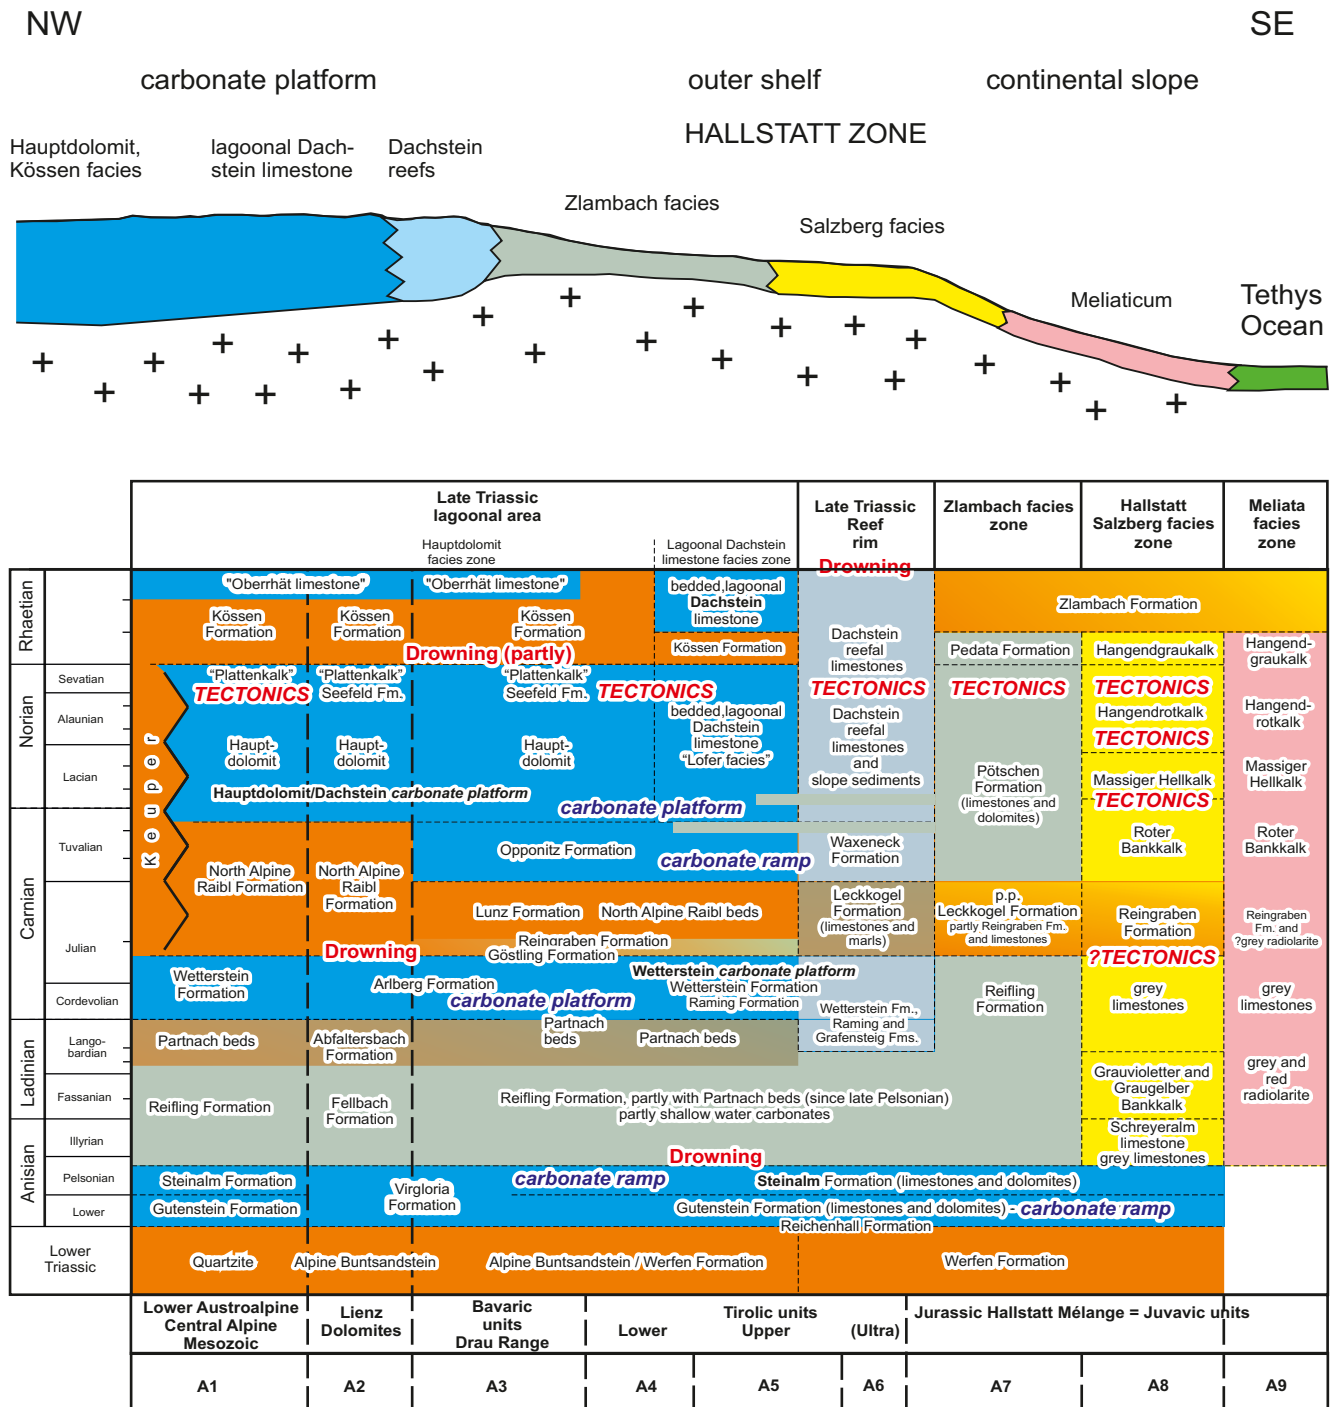 NW
SE
carbonate platform
outer shelf
continental slope
HALLSTATT ZONE
Hauptdolomit,
Kössen facies
lagoonal Dach-
stein limestone
Dachstein
reefs
Zlambach facies
Salzberg facies
Meliaticum
Tethys
Ocean
Late Triassic
lagoonal area
Hauptdolomit
facies zone
Lagoonal Dachstein
limestone facies zone
Late Triassic
Reef
rim
Zlambach facies
zone
Hallstatt
Salzberg facies
zone
Meliata
facies
zone
Drowning
Rhaetian
"Oberrhät limestone"
"Oberrhät limestone"
bedded,lagoonal
Dachstein
limestone
Zlambach Formation
Kössen
Formation
Kössen
Formation
Kössen
Formation
Drowning (partly)
Kössen Formation
Dachstein
reefal
limestones
Pedata Formation
Hangendgraukalk
Hangend-
graukalk
Norian
Sevatian
Alaunian
Lacian
Keuper
"Plattenkalk"
TECTONICS
"Plattenkalk"
Seefeld Fm.
"Plattenkalk"
Seefeld Fm.
TECTONICS
TECTONICS
TECTONICS
TECTONICS
bedded,lagoonal
Dachstein
limestone
"Lofer facies"
Dachstein
reefal
limestones
and
slope sediments
Hangendrotkalk
TECTONICS
Hangend-
rotkalk
Haupt-
dolomit
Haupt-
dolomit
Haupt-
dolomit
Pötschen
Formation
(limestones and
dolomites)
Massiger Hellkalk
TECTONICS
Massiger
Hellkalk
Hauptdolomit/Dachstein carbonate platform
carbonate platform
Carnian
Tuvalian
Julian
Cordevolian
North Alpine
Raibl Formation
North Alpine
Raibl
Formation
Opponitz Formation
carbonate ramp
Waxeneck
Formation
Roter
Bankkalk
Roter
Bankkalk
Lunz Formation
North Alpine Raibl beds
Leckkogel
Formation
(limestones and
marls)
p.p.
Leckkogel Formation
partly Reingraben Fm.
and limestones
Reingraben
Formation
?TECTONICS
Reingraben
Fm. and
?grey radiolarite
Drowning
Reingraben Formation
Göstling Formation
Wetterstein
Formation
Arlberg Formation
carbonate platform
Wetterstein carbonate platform
Wetterstein Formation
Raming Formation
Wetterstein Fm.,
Raming and
Grafensteig Fms.
Reifling
Formation
grey
limestones
grey
limestones
Ladinian
Lango-
bardian
Fassanian
Partnach beds
Abfaltersbach
Formation
Partnach
beds
Partnach beds
Reifling Formation
Fellbach
Formation
Reifling Formation, partly with Partnach beds (since late Pelsonian)
partly shallow water carbonates
Grauvioletter and
Graugelber
Bankkalk
grey and
red
radiolarite
Anisian
Illyrian
Pelsonian
Lower
Drowning
Schreyeralm
limestone
grey limestones
Steinalm Formation
Virgloria
Formation
carbonate ramp
Steinalm Formation (limestones and dolomites)
Gutenstein Formation
Gutenstein Formation (limestones and dolomites) - carbonate ramp
Reichenhall Formation
Lower
Triassic
Quartzite
Alpine Buntsandstein
Alpine Buntsandstein / Werfen Formation
Werfen Formation
Lower Austroalpine
Central Alpine
Mesozoic
Lienz
Dolomites
Bavaric
units
Drau Range
Tirolic units
Lower
Upper
(Ultra)
Jurassic Hallstatt Mélange = Juvavic units
A1
A2
A3
A4
A5
A6
A7
A8
A9